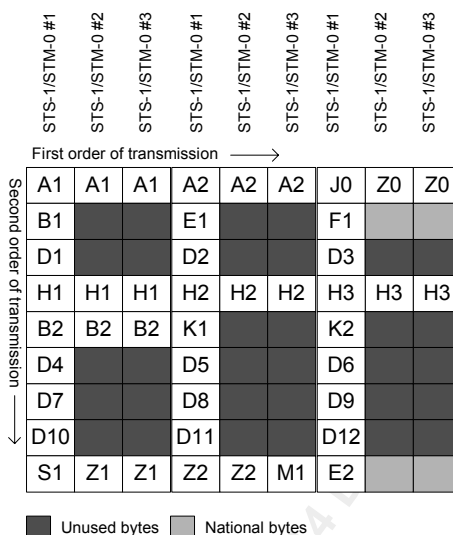 STS-1/STM-0 #1 STS-1/STM-0 #2 STS-1/STM-0 #3 STS-1/STM-0 #1 STS-1/STM-0 #2 STS-1/STM-0 #3 STS-1/STM-0 #1 STS-1/STM-0 #2 STS-1/STM-0 #3
First order of transmission
Second order of transmission
A1 A1 A1 A2 A2 A2 J0 Z0 Z0
B1 E1 F1
D1 D2 D3
H1 H1 H1 H2 H2 H2 H3 H3 H3
B2 B2 B2 K1 K2
D4 D5 D6
D7 D8 D9
D10 D11 D12
S1 Z1 Z1 Z2 Z2 M1 E2
Unused bytes National bytes